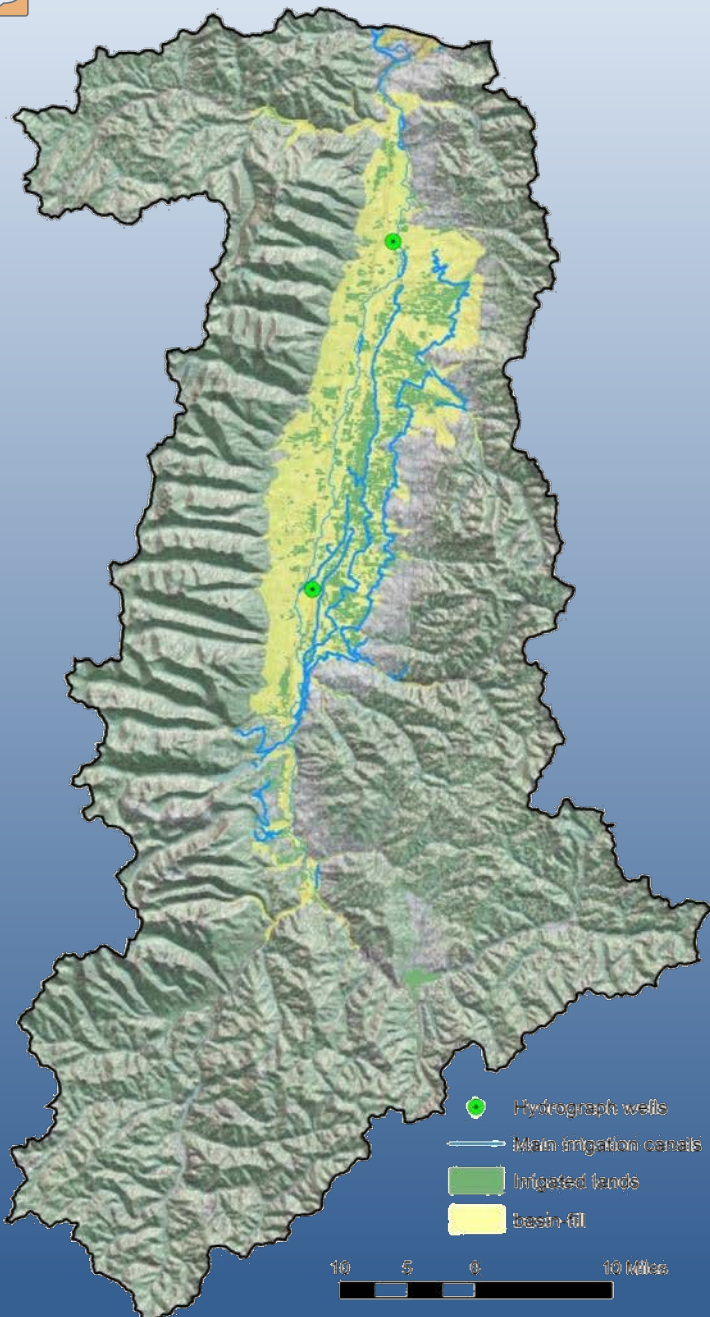 Hydrograph wells
Main irrigation canals
Irrigated lands
basin-fill
10 5 0 10 Miles